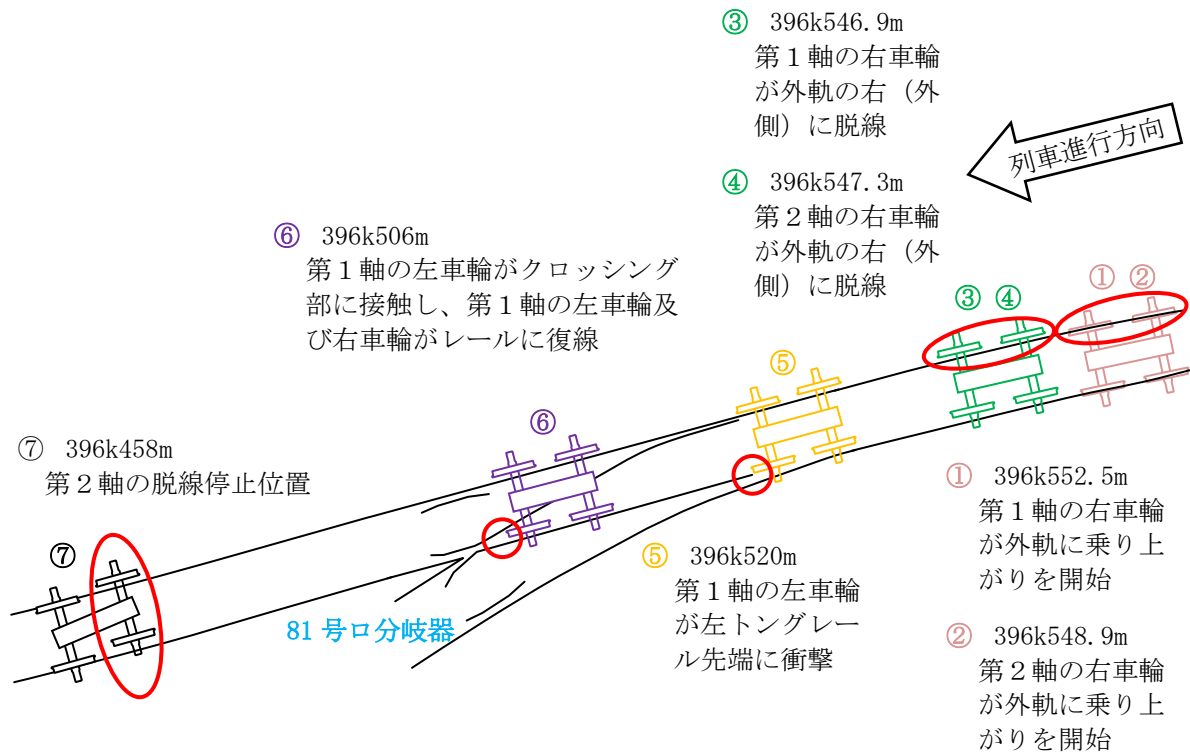 ③ 396k546.9m
第１軸の右車輪
が外軌の右（外
側）に脱線
列車進行方向
④ 396k547.3m
第２軸の右車輪
が外軌の右（外
側）に脱線
⑥ 396k506m
第１軸の左車輪がクロッシング
部に接触し、第１軸の左車輪及
び右車輪がレールに復線
① ②
③ ④
⑤
⑥
⑦ 396k458m
第２軸の脱線停止位置
⑦
81 号ロ分岐器
⑤ 396k520m
第１軸の左車輪
が左トングレー
ル先端に衝撃
① 396k552.5m
第１軸の右車輪
が外軌に乗り上
がりを開始
② 396k548.9m
第２軸の右車輪
が外軌に乗り上
がりを開始